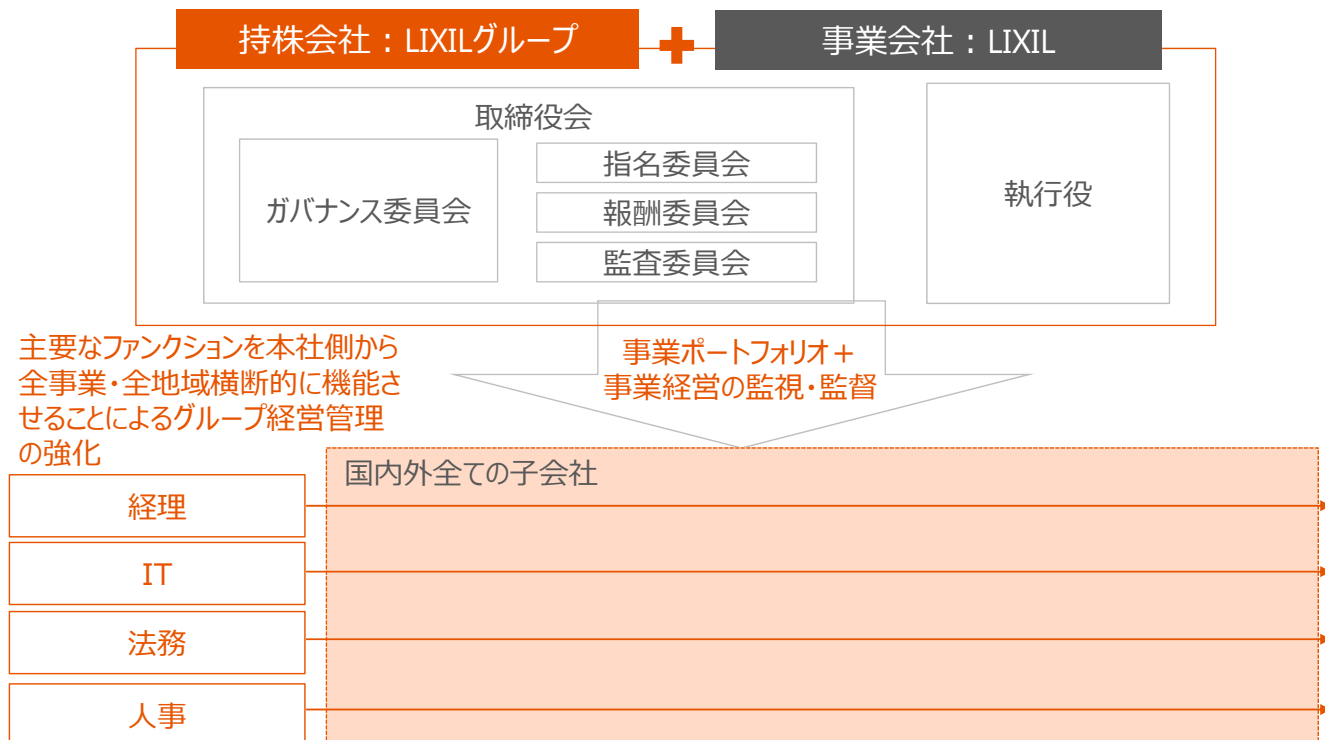 持株会社：LIXILグループ
事業会社：LIXIL
取締役会
ガバナンス委員会
指名委員会
報酬委員会
監査委員会
執行役
主要なファンクションを本社側から
全事業・全地域横断的に機能さ
せることによるグループ経営管理
の強化
事業ポートフォリオ＋
事業経営の監視・監督
国内外全ての子会社
経理
IT
法務
人事